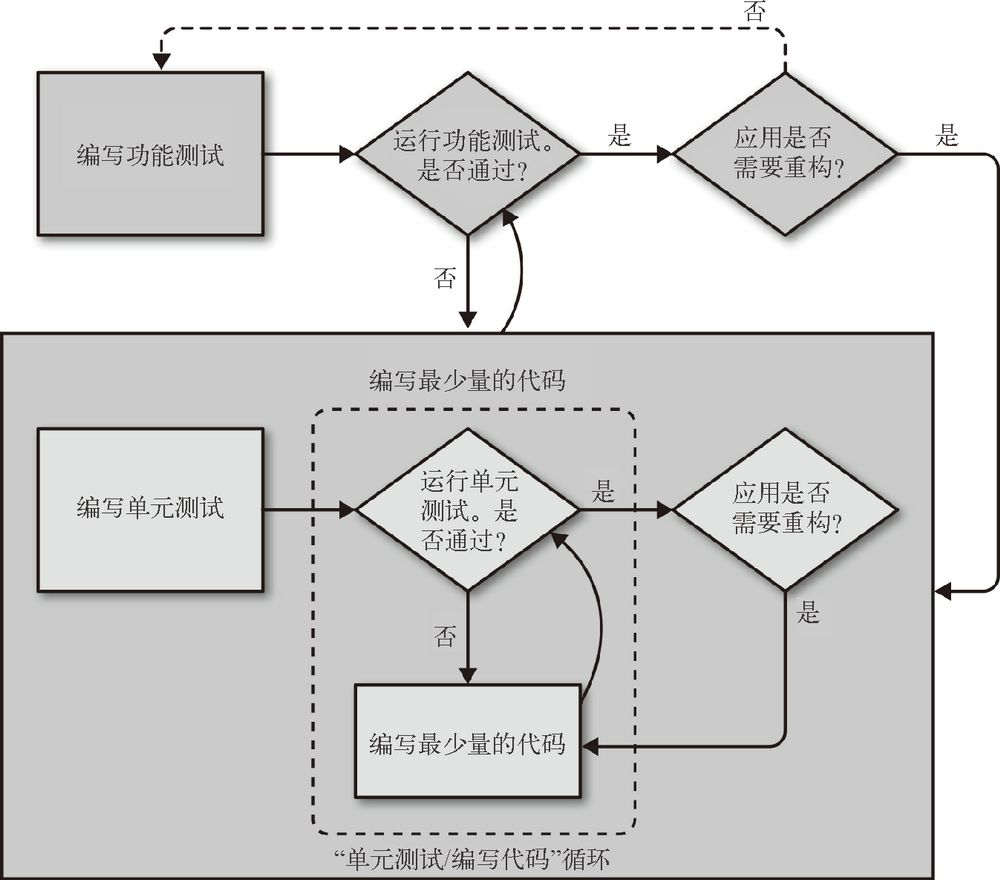 否
编写功能测试
运行功能测试。
是否通过?
是
应用是否
需要重构?
是
否
编写最少量的代码
编写单元测试
运行单元
测试。是
否通过?
是
应用是否
需要重构?
否
是
编写最少量的代码
“单元测试/编写代码”循环